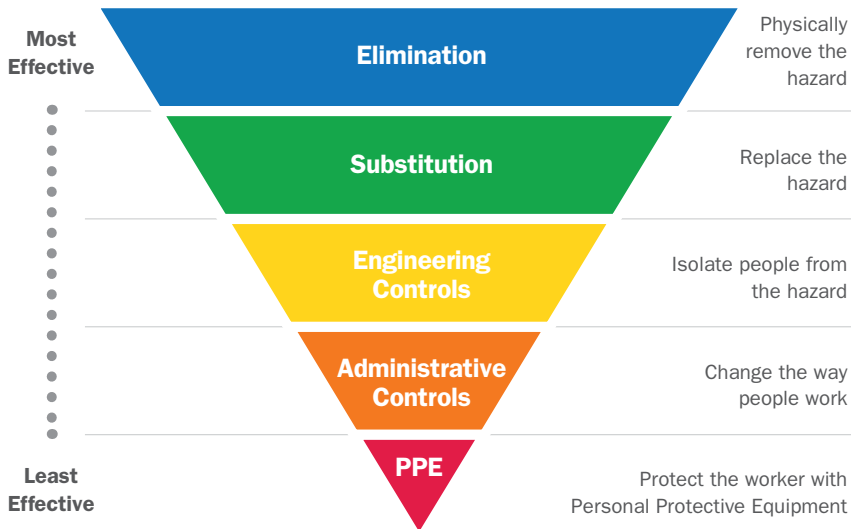 Most
Effective
Elimination
Physically
remove the
hazard
Substitution
Replace the
hazard
Engineering
Controls
Isolate people from
the hazard
Administrative
Controls
Change the way
people work
Least
Effective
PPE
Protect the worker with
Personal Protective Equipment